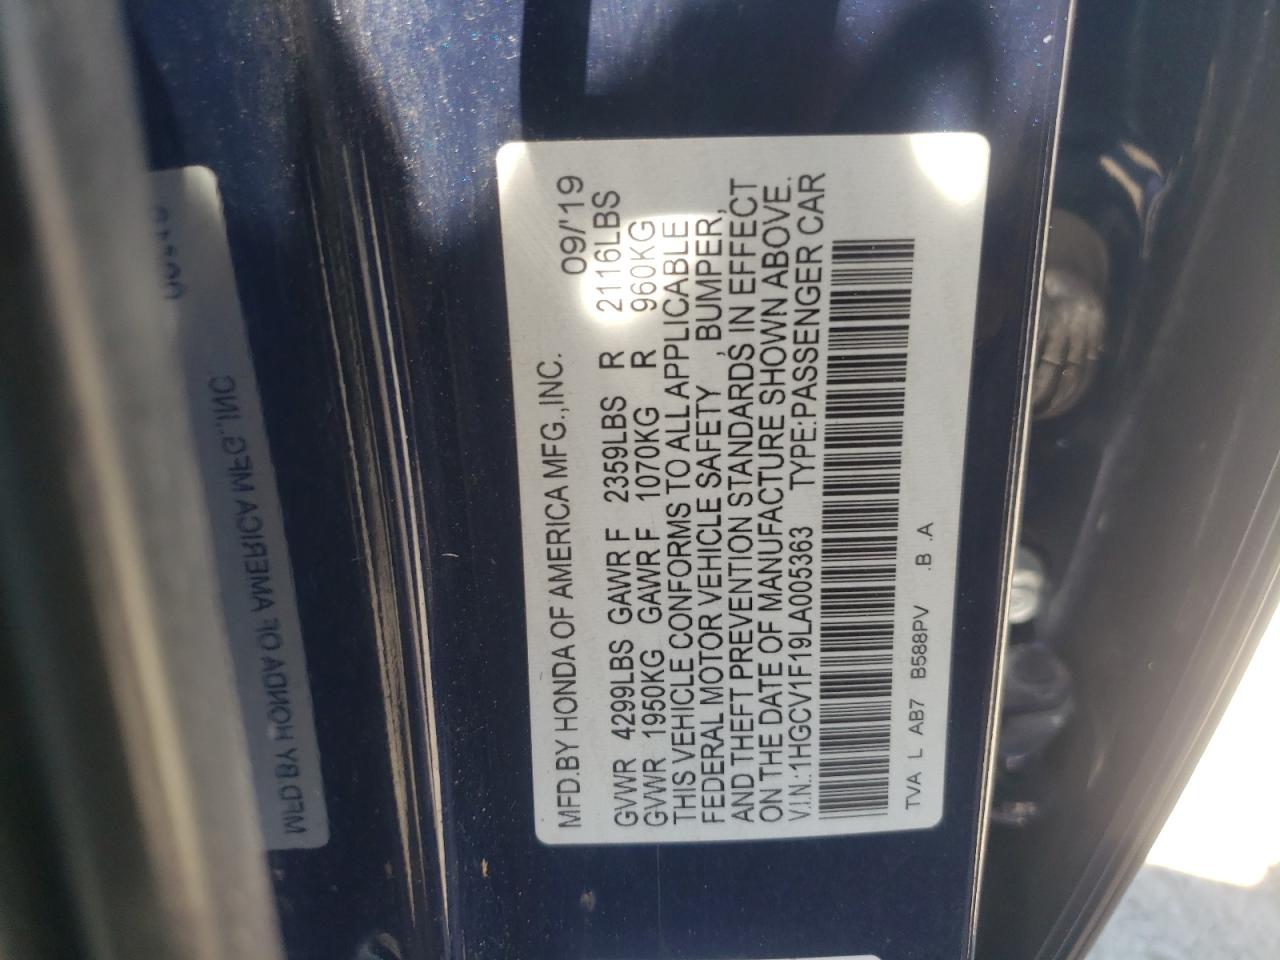 MFD.BY HONDA OF AMERICA MFG.,INC. 09/'19
GVWR 4299LBS GAWR F 2359LBS R 2116LBS
GVWR 1950KG GAWR F 1070KG R 960KG
THIS VEHICLE CONFORMS TO ALL APPLICABLE
FEDERAL MOTOR VEHICLE SAFETY , BUMPER,
AND THEFT PREVENTION STANDARDS IN EFFECT
ON THE DATE OF MANUFACTURE SHOWN ABOVE.
V.I.N.:1HGCV1F19LA005363 TYPE:PASSENGER CAR
TVA L AB7 B588PV .B .A
MFD.BY HONDA OF AMERICA MFG.,INC